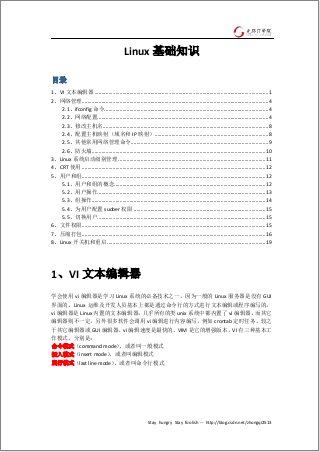 Linux 基础知识
目录
1、VI 文本编辑器 1
2、网络管理 4
2.1、ifconfig 命令 4
2.2、网络配置 4
2.3、修改主机名 8
2.4、配置主机映射（域名和 IP 映射） 8
2.5、其他常用网络管理命令 9
2.6、防火墙 10
3、Linux 系统启动级别管理 11
4、CRT 使用 12
5、用户和组 12
5.1、用户和组的概念 12
5.2、用户操作 13
5.3、组操作 14
5.4、为用户配置 sudoer 权限 15
5.5、切换用户 15
6、文件权限 15
7、压缩打包 16
8、Linux 开关机和重启 19
1、VI 文本编辑器
学会使用 vi 编辑器是学习 Linux 系统的必备技术之一，因为一般的 Linux 服务器是没有 GUI
界面的，Linux 运维及开发人员基本上都是通过命令行的方式进行文本编辑或程序编写的。
vi 编辑器是 Linux 内置的文本编辑器，几乎所有的类 unix 系统中都内置了 vi 编辑器，而其它
编辑器则不一定，另外很多软件会调用 vi 编辑进行内容编写，例如 crontab 定时任务。较之
于其它编辑器或 GUI 编辑器，vi 编辑速度是最快的。VIM 是它的增强版本。VI 有三种基本工
作模式，分别是：
命令模式（command mode）、或者叫一般模式
插入模式（insert mode）、或者叫编辑模式
底行模式（last line mode）、或者叫命令行模式
Stay hungry Stay foolish -- http://blog.csdn.net/zhongqi2513